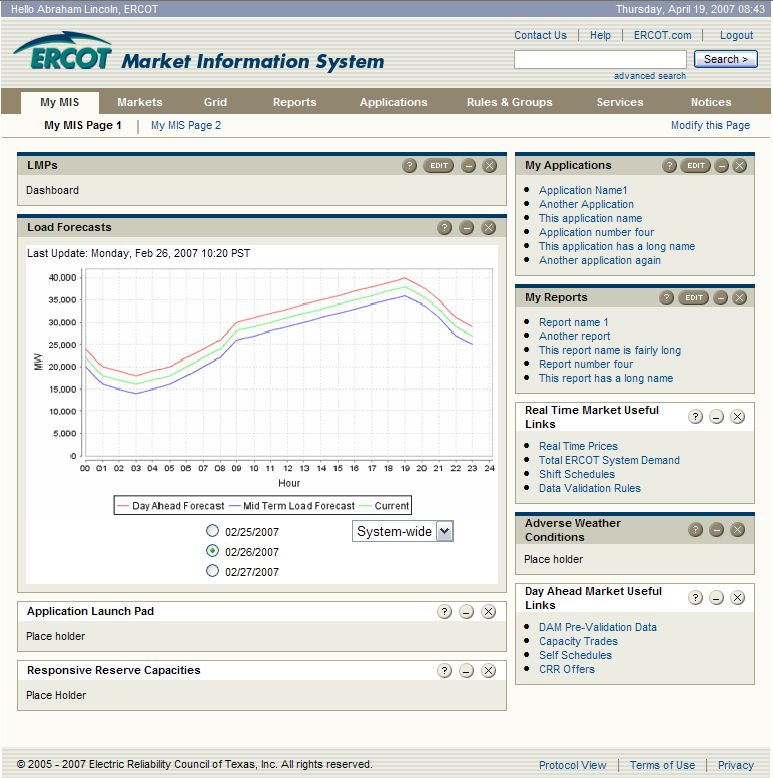 Hello Abraham Lincoln, ERCOT
Thursday, April 19, 2007 08:43
Contact Us | Help | ERCOT.com | Logout
ERCOT Market Information System
Search >
advanced search
My MIS Markets Grid Reports Applications Rules & Groups Services Notices
My MIS Page 1 | My MIS Page 2
Modify this Page
LMPs
? EDIT
Dashboard
Load Forecasts
?
Last Update: Monday, Feb 26, 2007 10:20 PST
40,000
35,000
30,000
25,000
20,000
15,000
10,000
5,000
0
MW
00 01 02 03 04 05 06 07 08 09 10 11 12 13 14 15 16 17 18 19 20 21 22 23 24
Hour
Day Ahead Forecast Mid Term Load Forecast Current
02/25/2007
02/26/2007
02/27/2007
System-wide
Application Launch Pad
?
Place holder
Responsive Reserve Capacities
?
Place Holder
My Applications
? EDIT
Application Name1
Another Application
This application name
Application number four
This application has a long name
Another application again
My Reports
? EDIT
Report name 1
Another report
This report name is fairly long
Report number four
This report has a long name
Real Time Market Useful
Links
?
Real Time Prices
Total ERCOT System Demand
Shift Schedules
Data Validation Rules
Adverse Weather
Conditions
?
Place holder
Day Ahead Market Useful
Links
?
DAM Pre-Validation Data
Capacity Trades
Self Schedules
CRR Offers
© 2005 - 2007 Electric Reliability Council of Texas, Inc. All rights reserved.
Protocol View | Terms of Use | Privacy